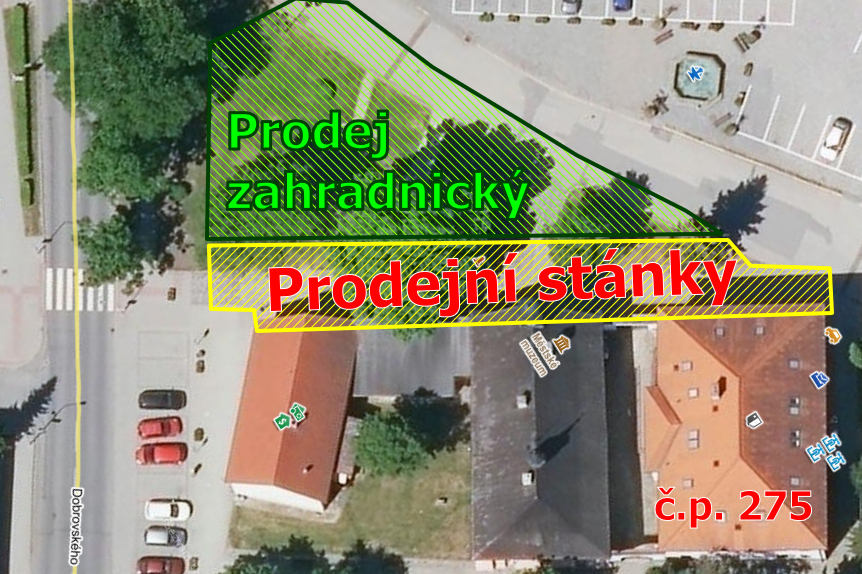 Prodej
zahradnický
Prodejní stánky
Městské
muzeum
č.p. 275
Dobrovského